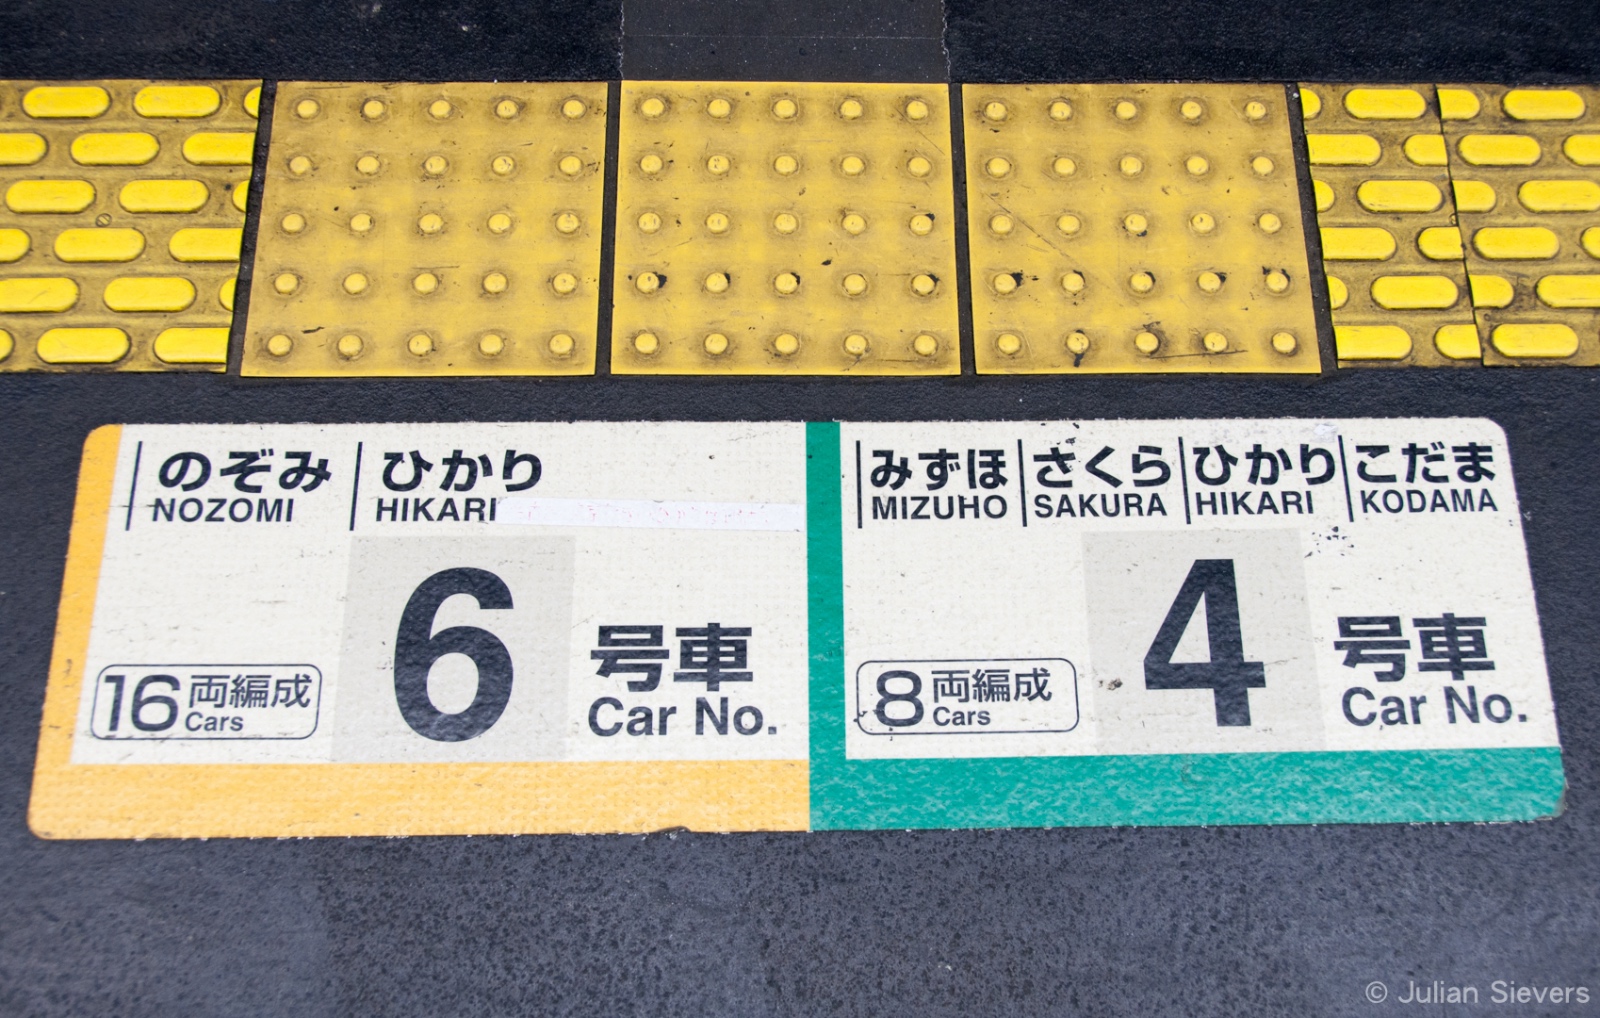 のぞみ ひかり
NOZOMI HIKARI
16両編成
Cars
6
号車
Car No.
みずほ さくら ひかり こだま
MIZUHO SAKURA HIKARI KODAMA
8両編成
Cars
4
号車
Car No.
© Julian Sievers